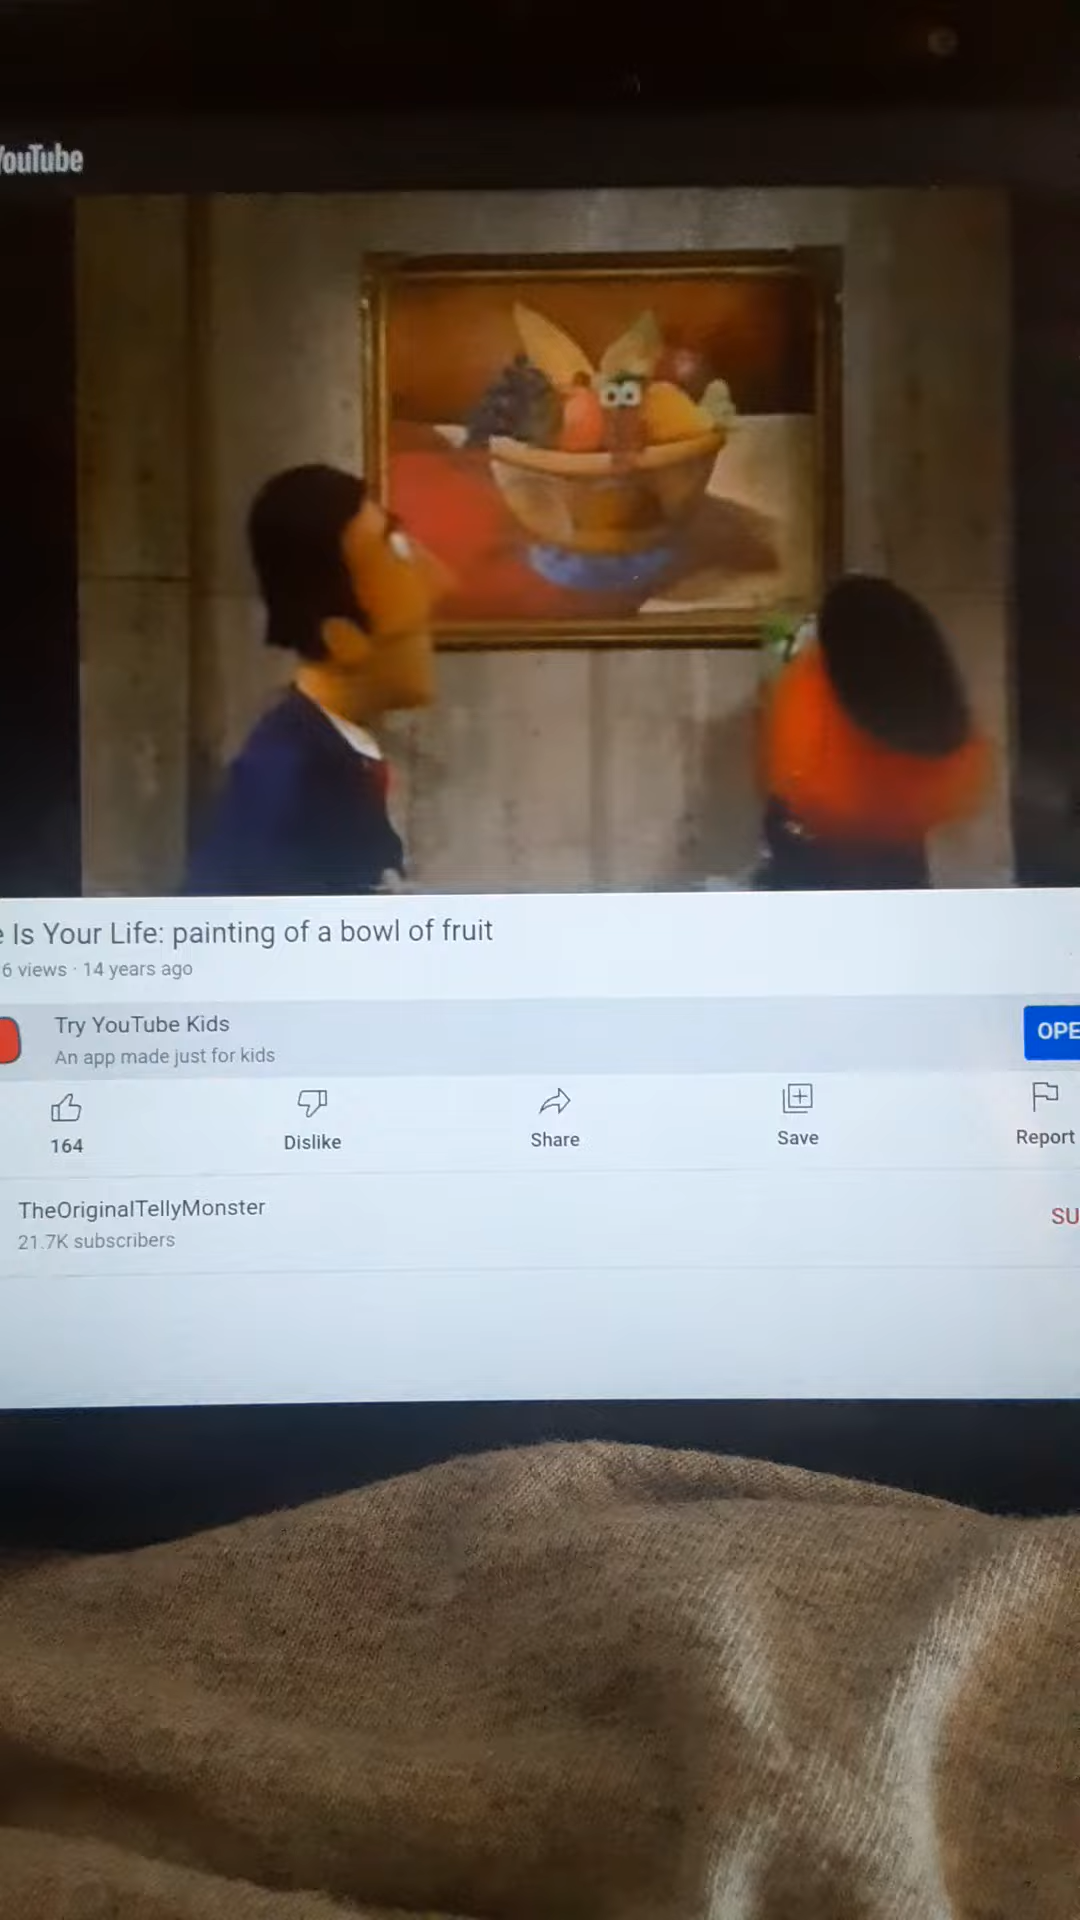 YouTube
e Is Your Life: painting of a bowl of fruit
6 views · 14 years ago
Try YouTube Kids
An app made just for kids
OPE
164
Dislike
Share
Save
Report
TheOriginalTellyMonster
21.7K subscribers
SU